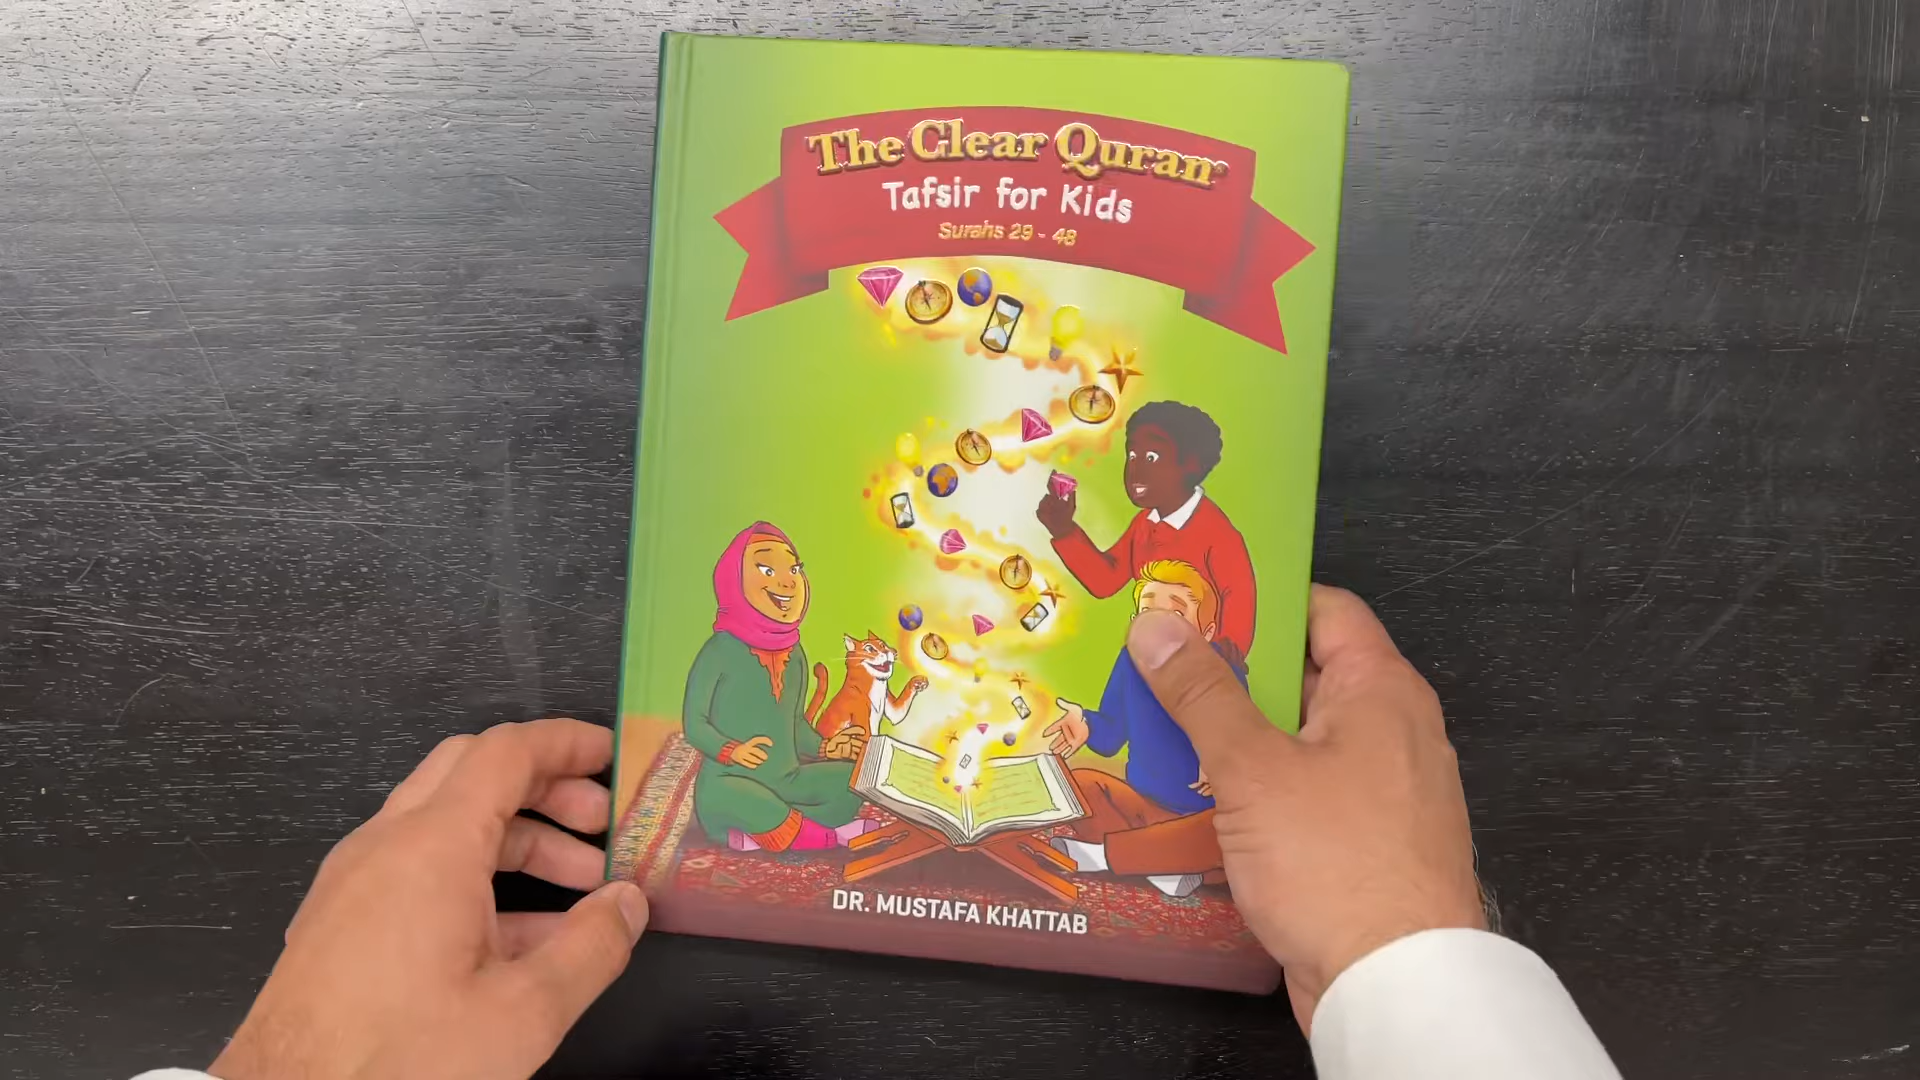 The Clear Quran®
Tafsir for Kids
Surahs 29 - 48
DR. MUSTAFA KHATTAB